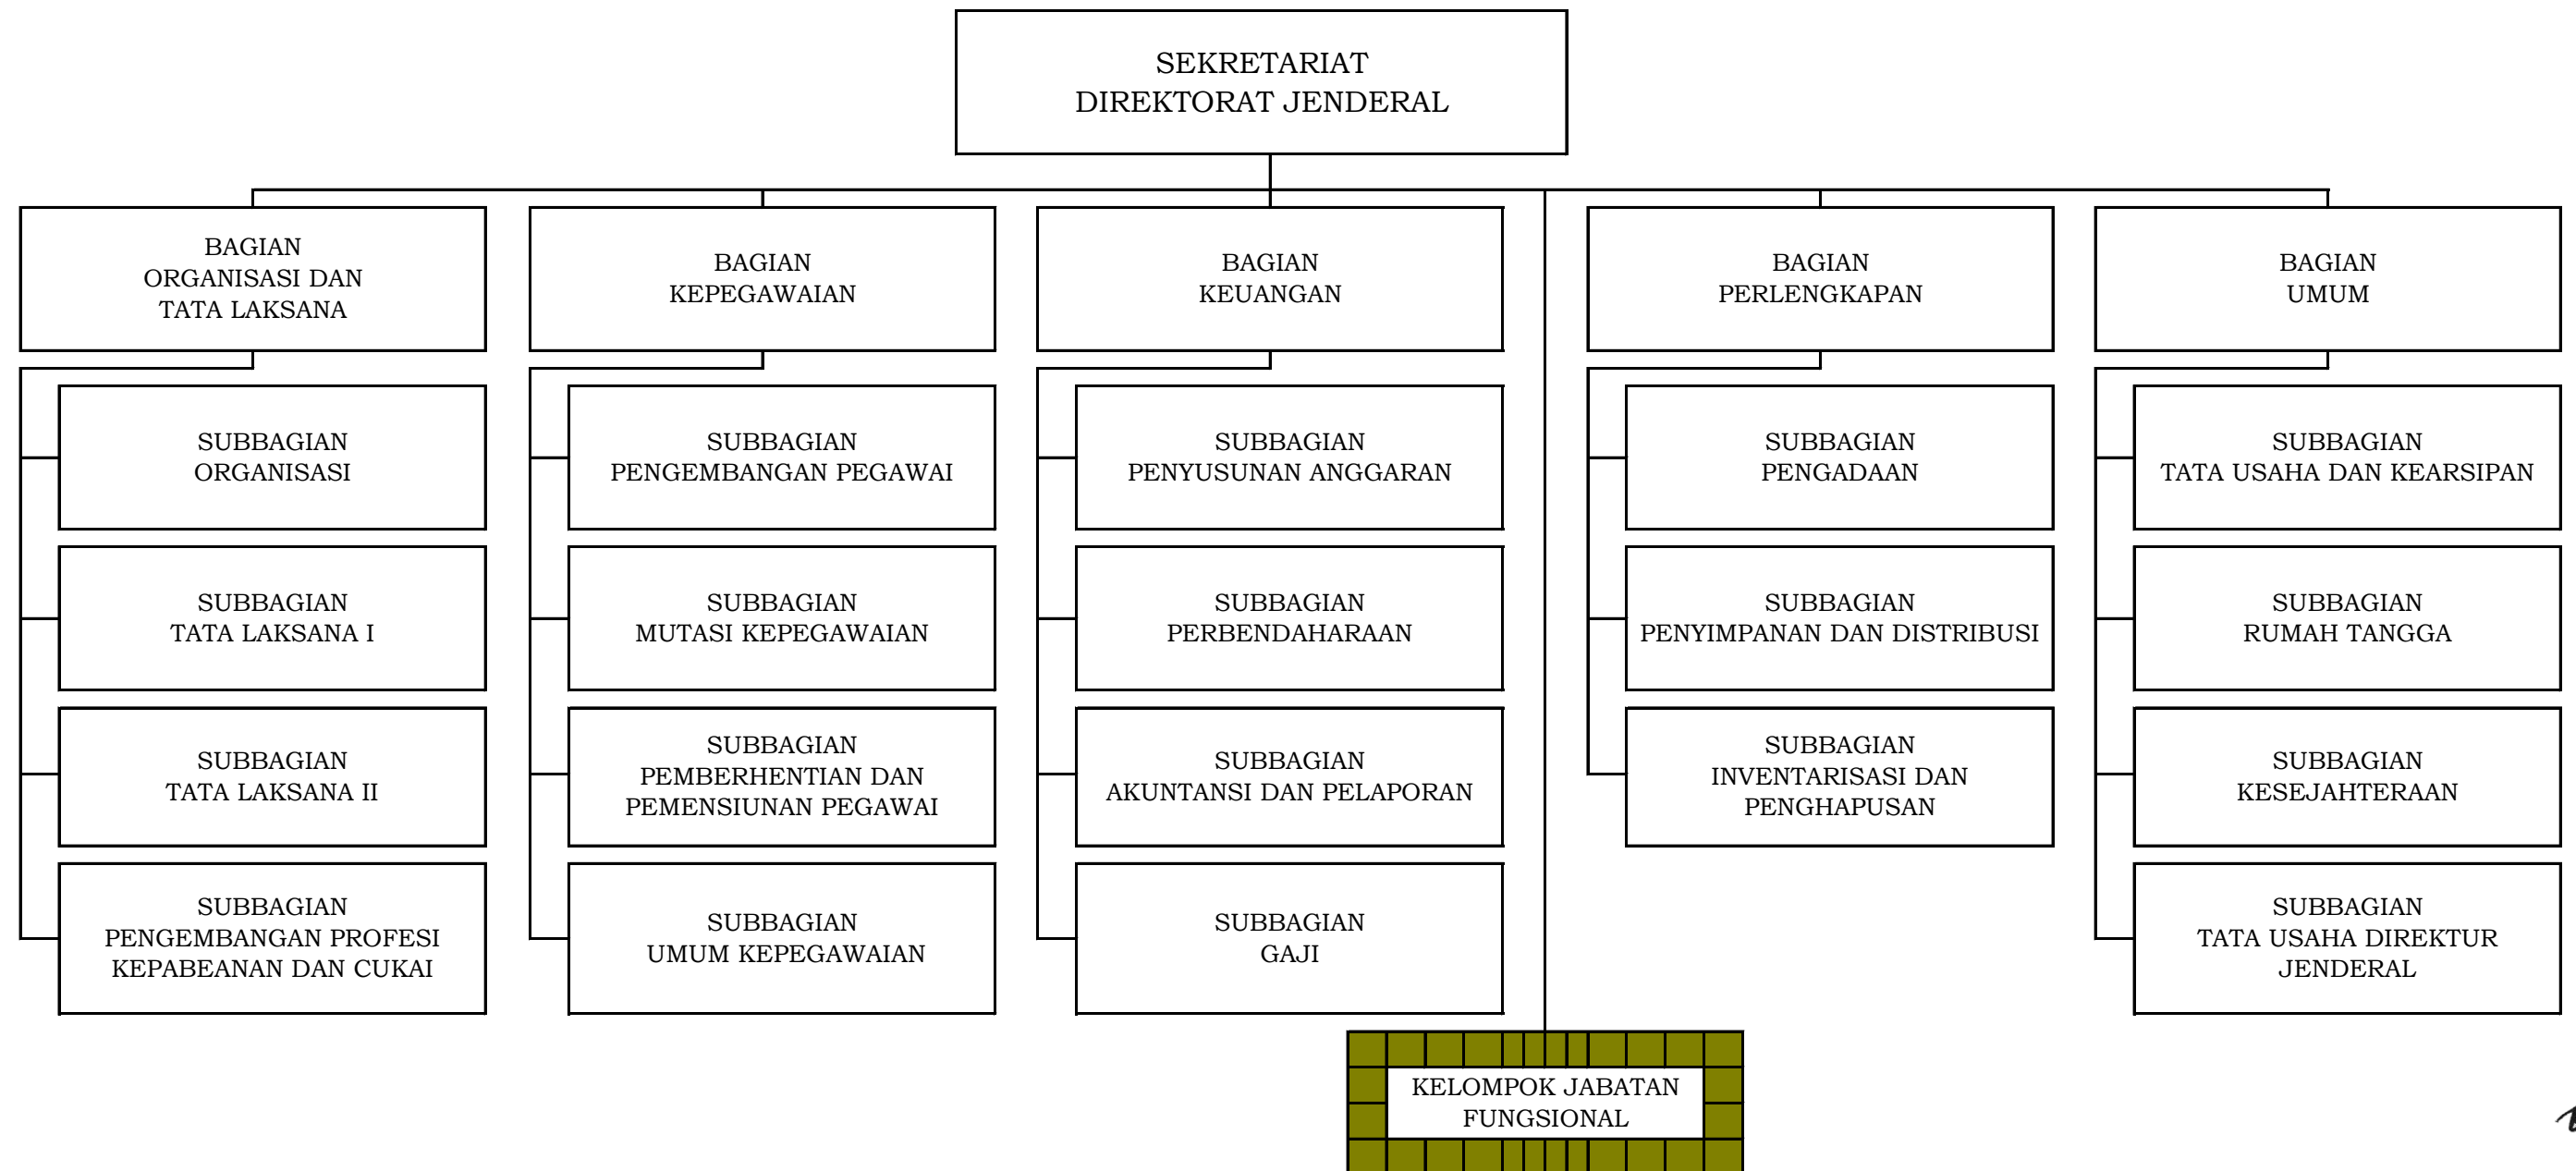 SEKRETARIAT
DIREKTORAT JENDERAL
BAGIAN
ORGANISASI DAN
TATA LAKSANA
BAGIAN
KEPEGAWAIAN
BAGIAN
KEUANGAN
BAGIAN
PERLENGKAPAN
BAGIAN
UMUM
SUBBAGIAN
ORGANISASI
SUBBAGIAN
PENGEMBANGAN PEGAWAI
SUBBAGIAN
PENYUSUNAN ANGGARAN
SUBBAGIAN
PENGADAAN
SUBBAGIAN
TATA USAHA DAN KEARSIPAN
SUBBAGIAN
TATA LAKSANA I
SUBBAGIAN
MUTASI KEPEGAWAIAN
SUBBAGIAN
PERBENDAHARAAN
SUBBAGIAN
PENYIMPANAN DAN DISTRIBUSI
SUBBAGIAN
RUMAH TANGGA
SUBBAGIAN
TATA LAKSANA II
SUBBAGIAN
PEMBERHENTIAN DAN
PEMENSIUNAN PEGAWAI
SUBBAGIAN
AKUNTANSI DAN PELAPORAN
SUBBAGIAN
INVENTARISASI DAN
PENGHAPUSAN
SUBBAGIAN
KESEJAHTERAAN
SUBBAGIAN
PENGEMBANGAN PROFESI
KEPABEANAN DAN CUKAI
SUBBAGIAN
UMUM KEPEGAWAIAN
SUBBAGIAN
GAJI
SUBBAGIAN
TATA USAHA DIREKTUR
JENDERAL
KELOMPOK JABATAN
FUNGSIONAL